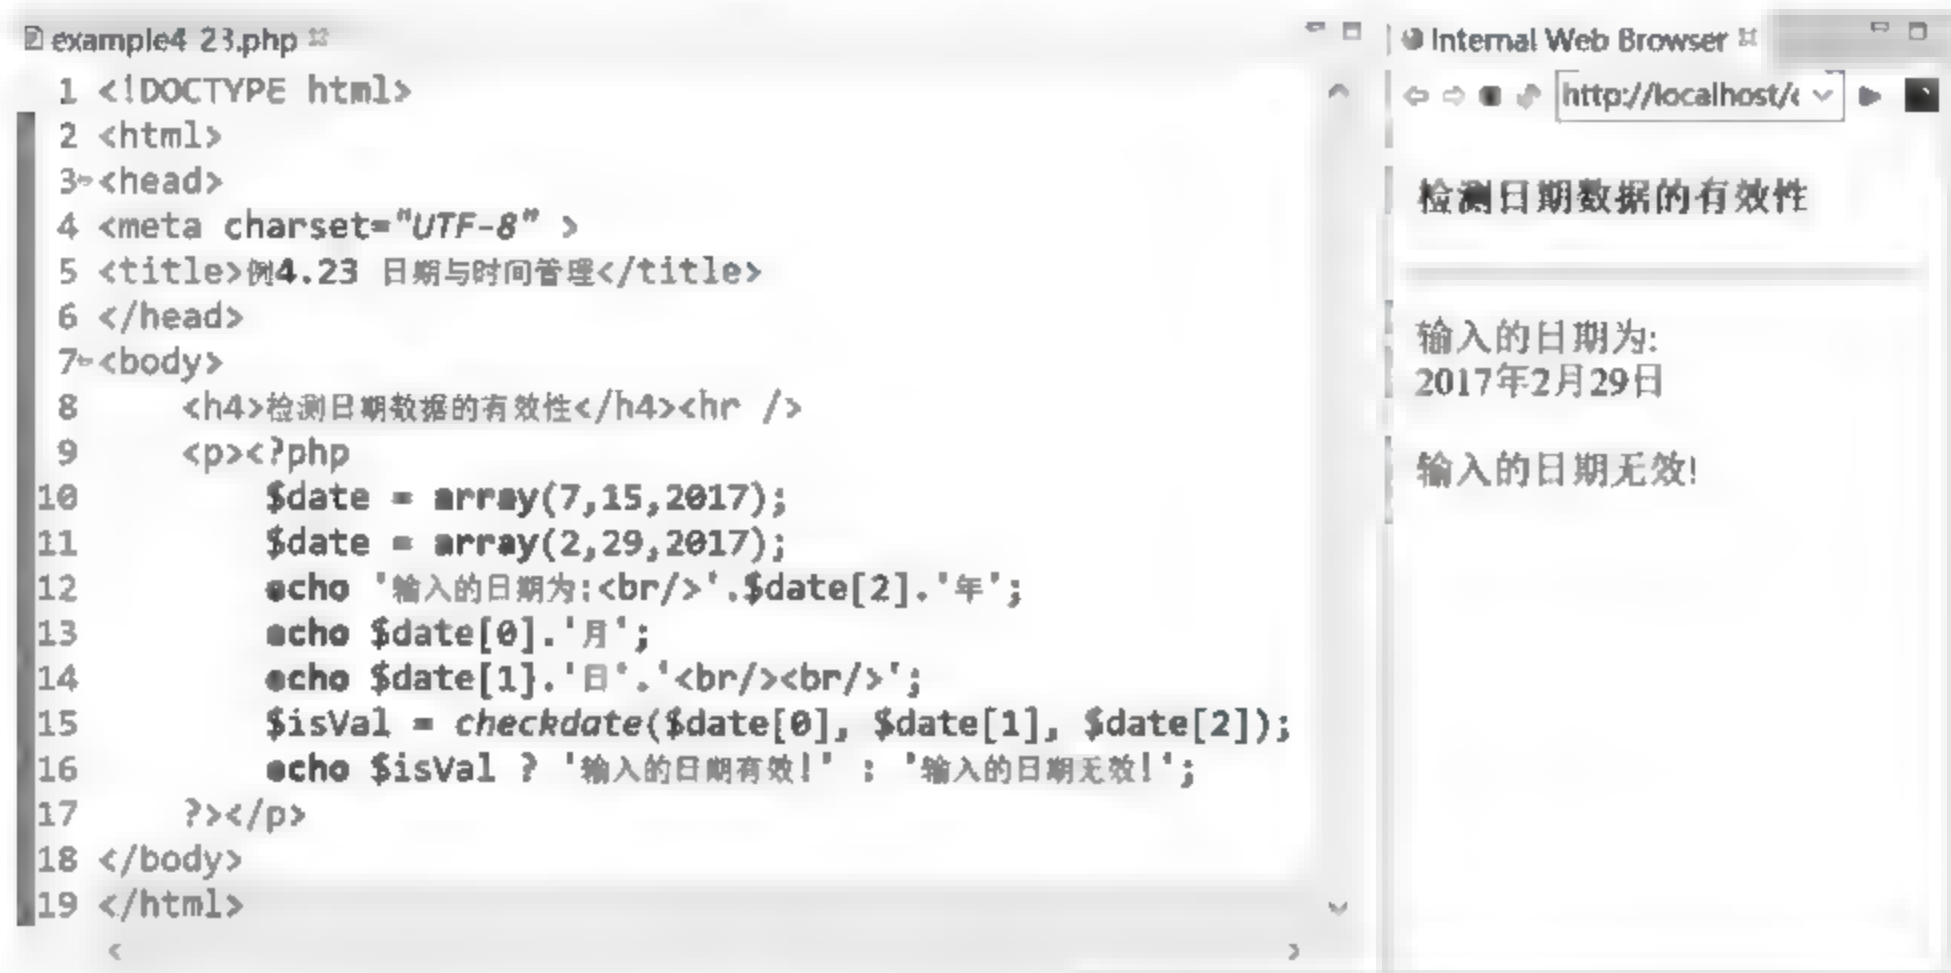 example4 23.php
1 <!DOCTYPE html>
2 <html>
3 <head>
4 <meta charset="UTF-8" >
5 <title>例4.23 日期与时间管理</title>
6 </head>
7 <body>
8 <h4>检测日期数据的有效性</h4><hr />
9 <p><?php
10 $date = array(7,15,2017);
11 $date = array(2,29,2017);
12 echo '输入的日期为:<br/>'.$date[2].'年';
13 echo $date[0].'月';
14 echo $date[1].'日'.'<br/><br/>';
15 $isVal = checkdate($date[0], $date[1], $date[2]);
16 echo $isVal ? '输入的日期有效!' : '输入的日期无效!';
17 ?></p>
18 </body>
19 </html>
Internal Web Browser
http://localhost/
检测日期数据的有效性
输入的日期为:
2017年2月29日
输入的日期无效!